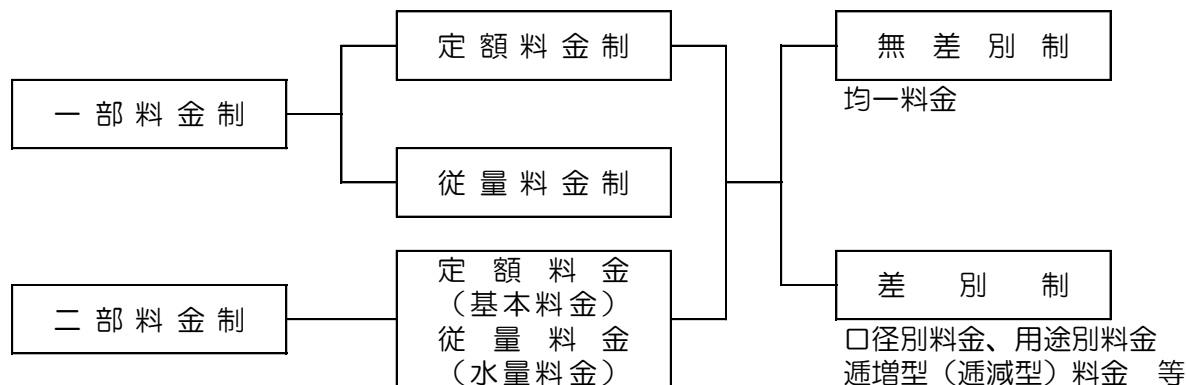 一部料金制
定額料金制
従量料金制
無差別制
均一料金
二部料金制
定額料金
（基本料金）
従量料金
（水量料金）
差別制
口径別料金、用途別料金
逓増型（逓減型）料金　等